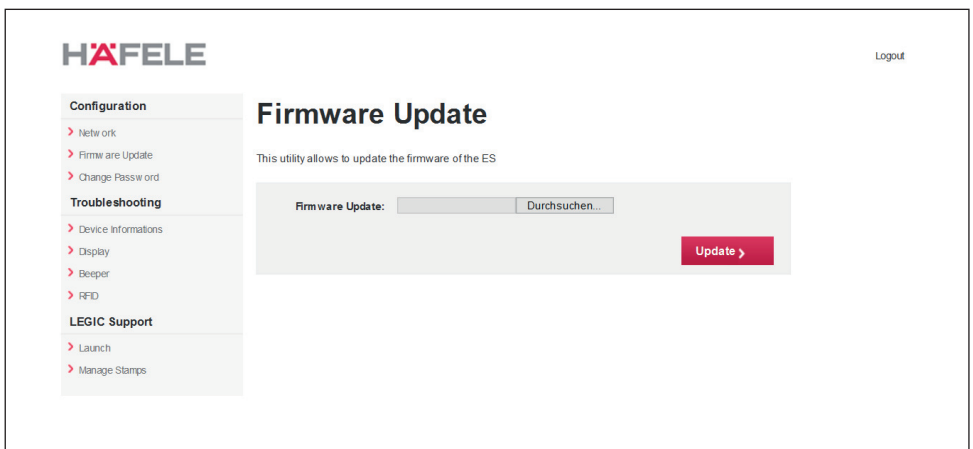 HÄFELE
Logout
Configuration
Network
Firmware Update
Change Password
Troubleshooting
Device Informations
Display
Beeper
RFID
LEGIC Support
Launch
Manage Stamps
Firmware Update
This utility allows to update the firmware of the ES
Firmware Update: Durchsuchen...
Update